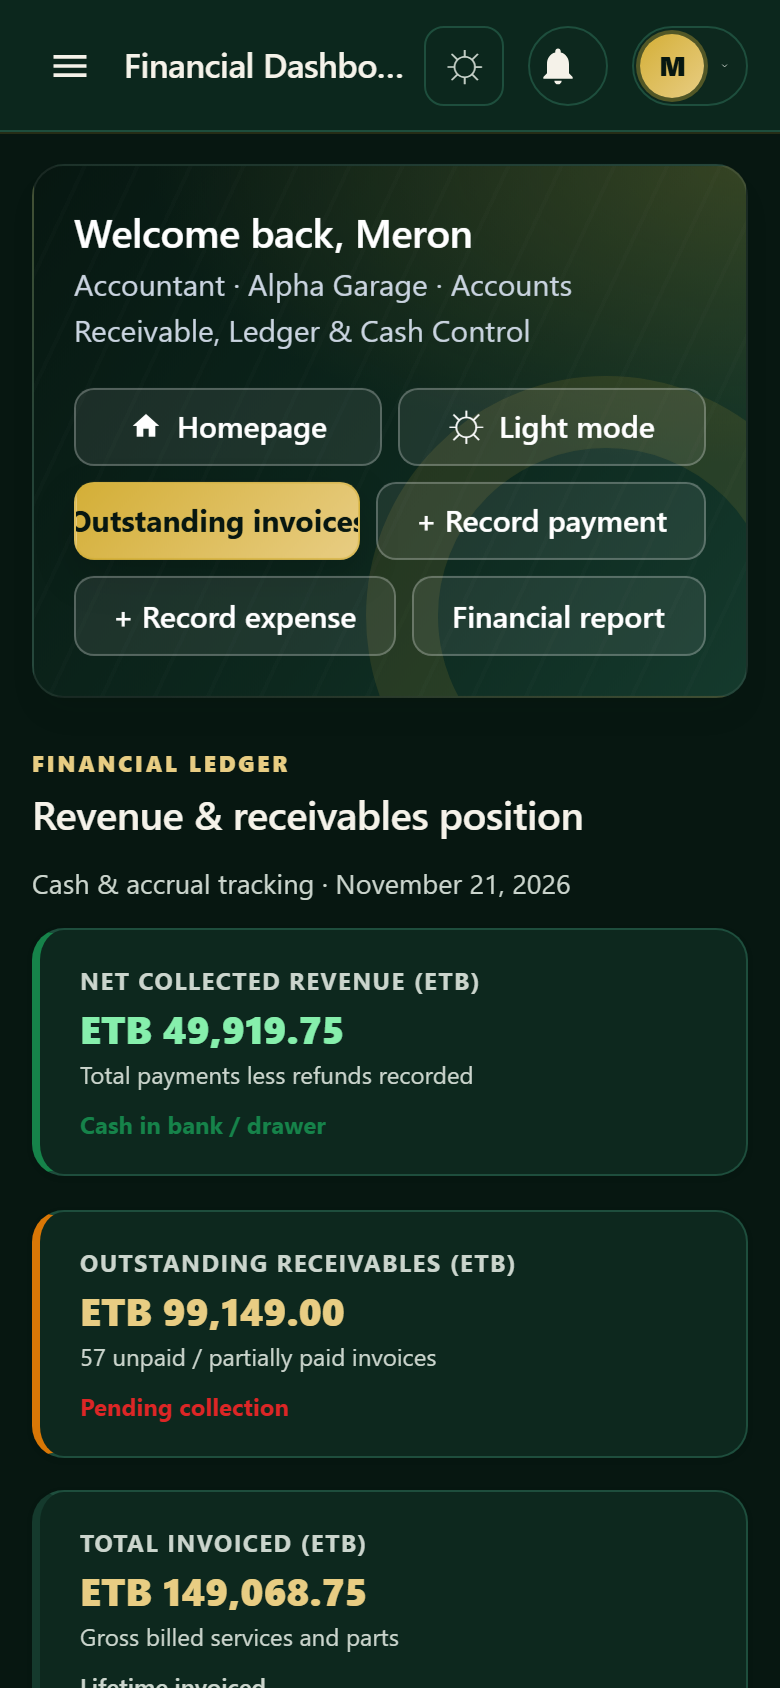 Financial Dashbo...
M
Welcome back, Meron
Accountant · Alpha Garage · Accounts
Receivable, Ledger & Cash Control
Homepage
Light mode
Outstanding invoices
+ Record payment
+ Record expense
Financial report
FINANCIAL LEDGER
Revenue & receivables position
Cash & accrual tracking · November 21, 2026
NET COLLECTED REVENUE (ETB)
ETB 49,919.75
Total payments less refunds recorded
Cash in bank / drawer
OUTSTANDING RECEIVABLES (ETB)
ETB 99,149.00
57 unpaid / partially paid invoices
Pending collection
TOTAL INVOICED (ETB)
ETB 149,068.75
Gross billed services and parts
Lifetime invoiced